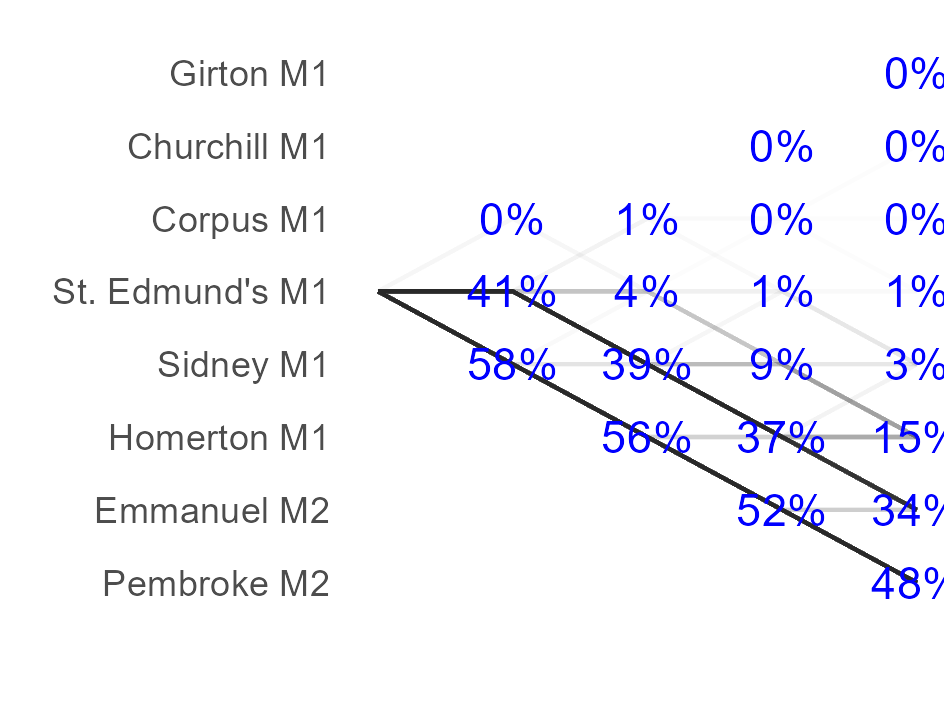 Girton M1 0%
Churchill M1 0% 0%
Corpus M1 0% 1% 0% 0%
St. Edmund's M1 41% 4% 1% 1%
Sidney M1 58% 39% 9% 3%
Homerton M1 56% 37% 15%
Emmanuel M2 52% 34%
Pembroke M2 48%